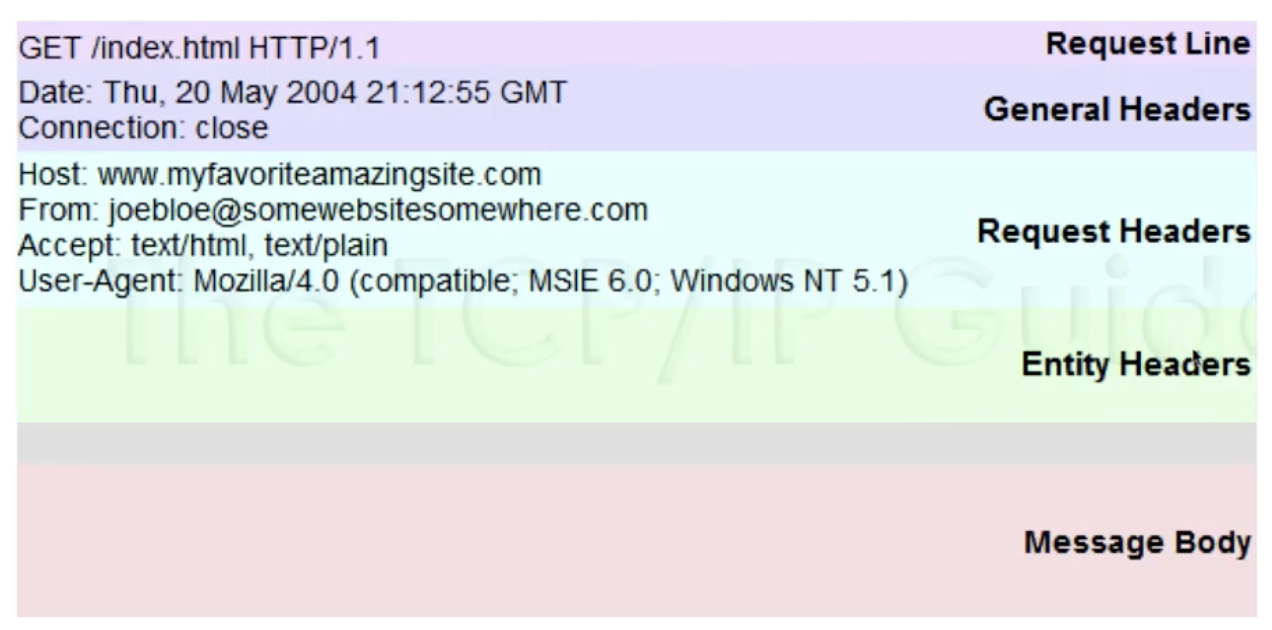 GET /index.html HTTP/1.1
Request Line
Date: Thu, 20 May 2004 21:12:55 GMT
Connection: close
General Headers
Host: www.myfavoriteamazingsite.com
From: joebloe@somewebsitesomewhere.com
Accept: text/html, text/plain
User-Agent: Mozilla/4.0 (compatible; MSIE 6.0; Windows NT 5.1)
Request Headers
The TCP/IP Guide
Entity Headers
Message Body